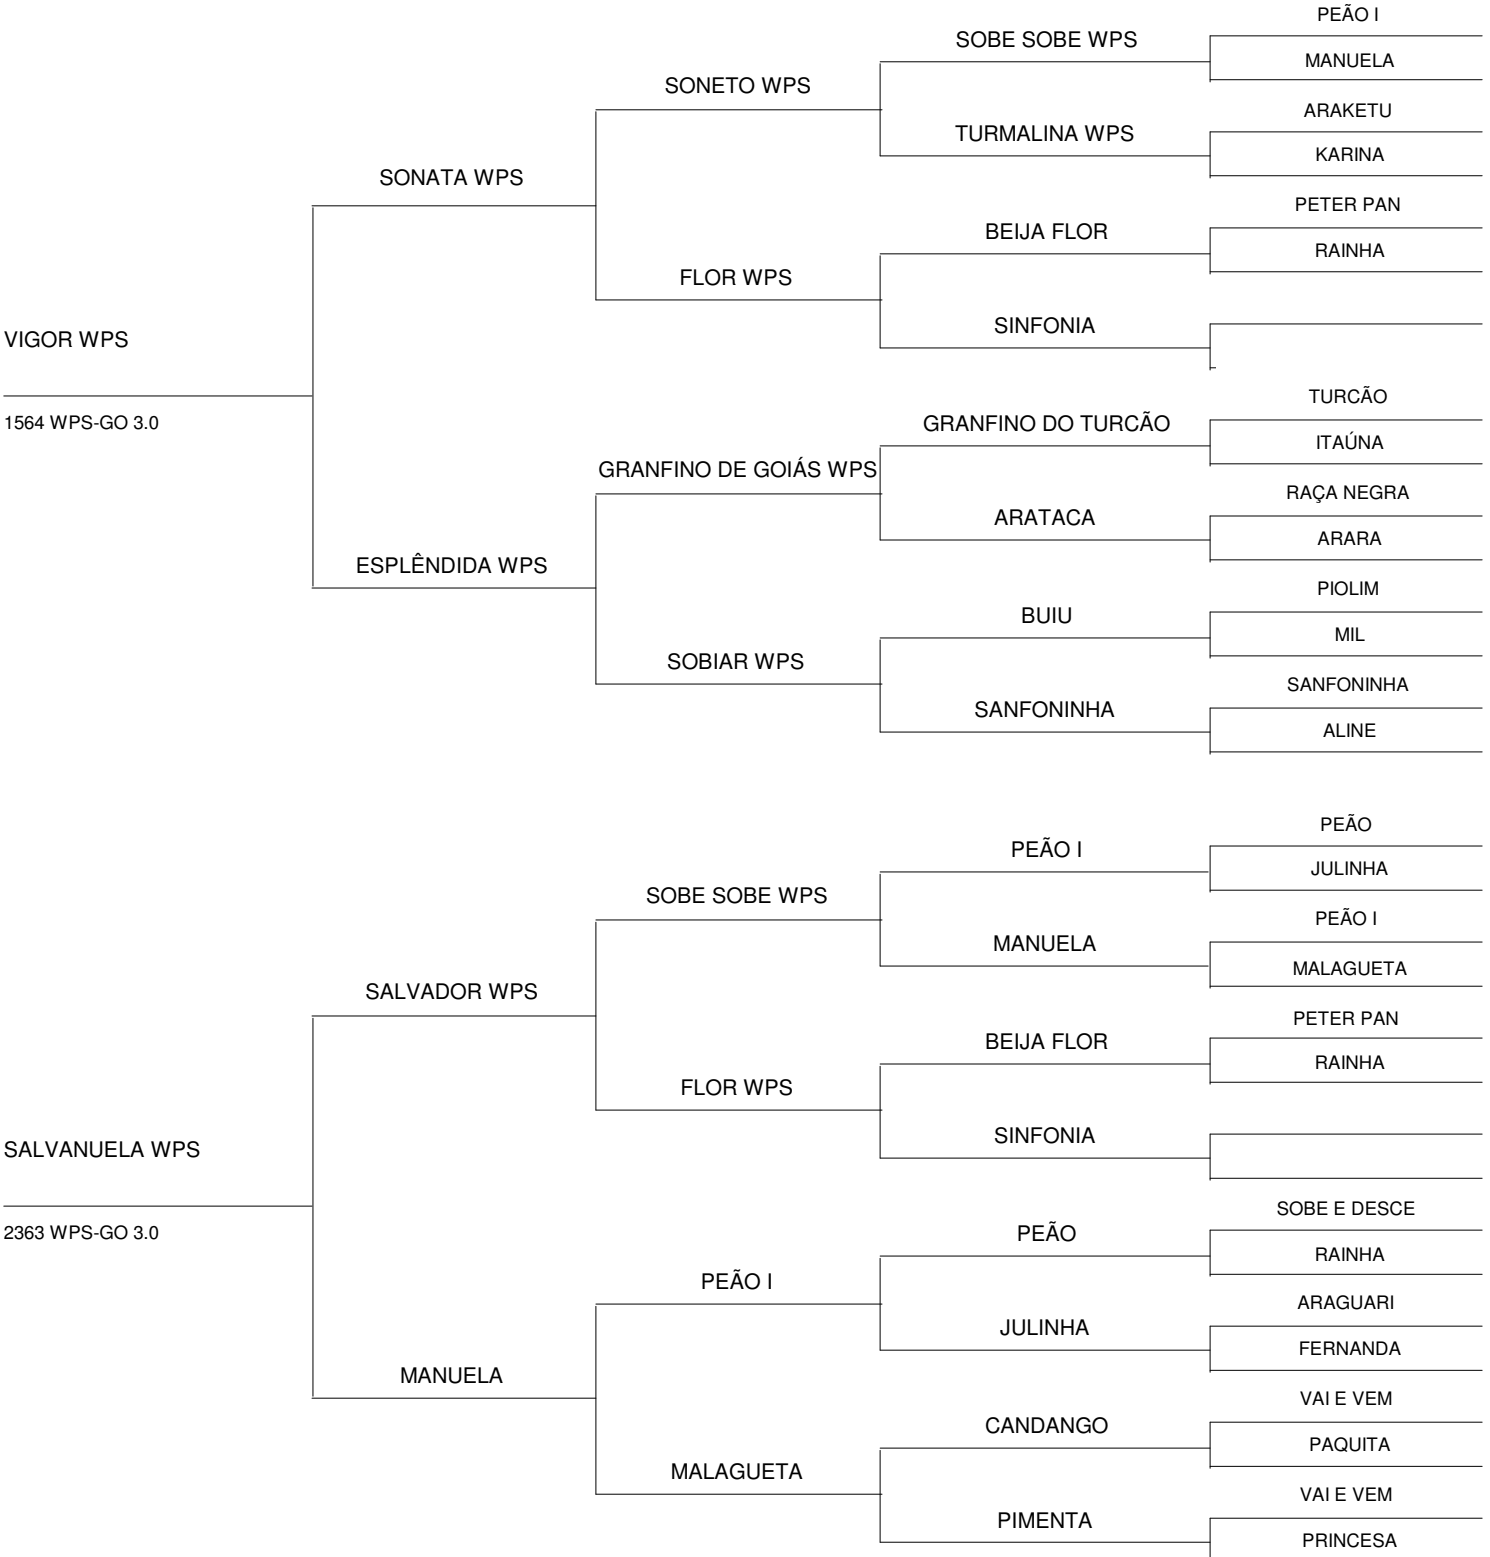 PEÃO I
SOBE SOBE WPS
MANUELA
SONETO WPS
ARAKETU
TURMALINA WPS
KARINA
SONATA WPS
PETER PAN
BEIJA FLOR
RAINHA
FLOR WPS
SINFONIA
VIGOR WPS
1564 WPS-GO 3.0
TURCÃO
GRANFINO DO TURCÃO
ITAÚNA
GRANFINO DE GOIÁS WPS
RAÇA NEGRA
ARATACA
ARARA
ESPLÊNDIDA WPS
PIOLIM
BUIU
MIL
SOBIAR WPS
SANFONINHA
SANFONINHA
ALINE
PEÃO
PEÃO I
JULINHA
SOBE SOBE WPS
PEÃO I
MANUELA
MALAGUETA
SALVADOR WPS
PETER PAN
BEIJA FLOR
RAINHA
FLOR WPS
SINFONIA
SALVANUELA WPS
2363 WPS-GO 3.0
SOBE E DESCE
PEÃO
RAINHA
PEÃO I
ARAGUARI
JULINHA
FERNANDA
MANUELA
VAI E VEM
CANDANGO
PAQUITA
MALAGUETA
VAI E VEM
PIMENTA
PRINCESA